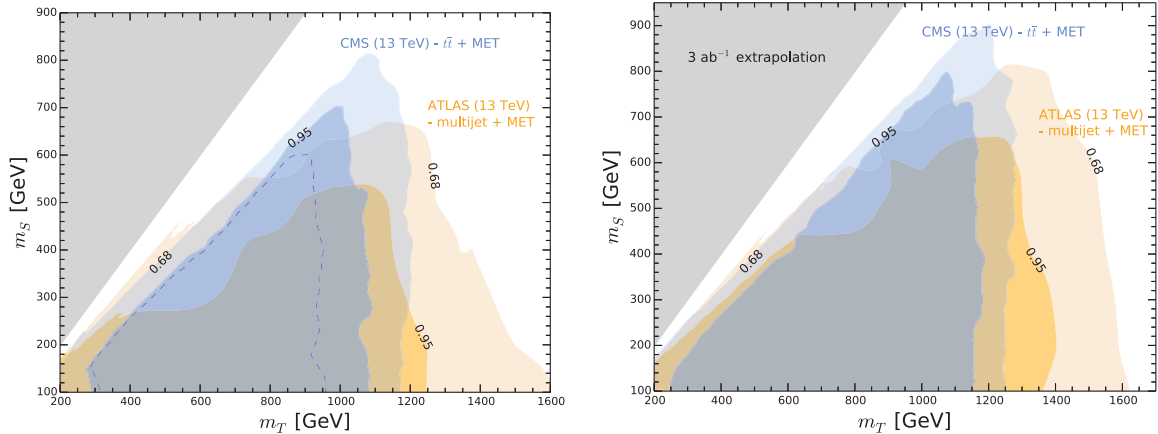 CMS (13 TeV) - tt̄ + MET
ATLAS (13 TeV)
- multijet + MET
0.95
0.68
0.68
0.95
900
800
700
600
500
400
300
200
100
m_S [GeV]
200 400 600 800 1000 1200 1400 1600
m_T [GeV]
CMS (13 TeV) - tt̄ + MET
3 ab⁻¹ extrapolation
ATLAS (13 TeV)
- multijet + MET
0.95
0.68
0.68
0.95
900
800
700
600
500
400
300
200
100
m_S [GeV]
200 400 600 800 1000 1200 1400 1600
m_T [GeV]